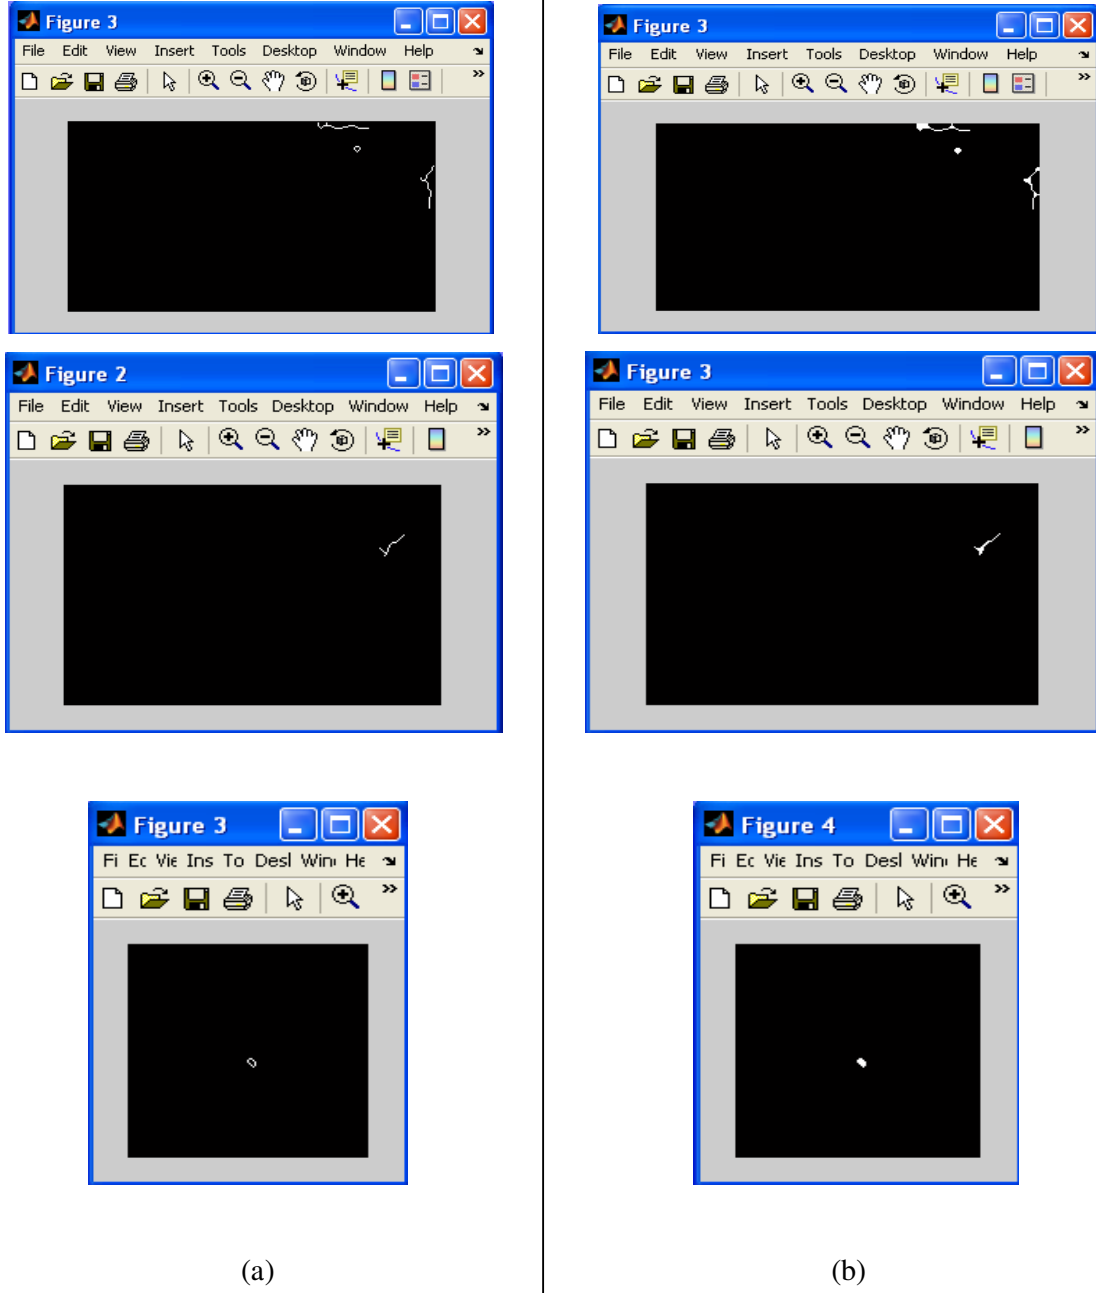 Figure 3
File Edit View Insert Tools Desktop Window Help
Figure 3
File Edit View Insert Tools Desktop Window Help
Figure 2
File Edit View Insert Tools Desktop Window Help
Figure 3
File Edit View Insert Tools Desktop Window Help
Figure 3
Fi Ec Vie Ins To Desl Win He
Figure 4
Fi Ec Vie Ins To Desl Win He
(a)
(b)